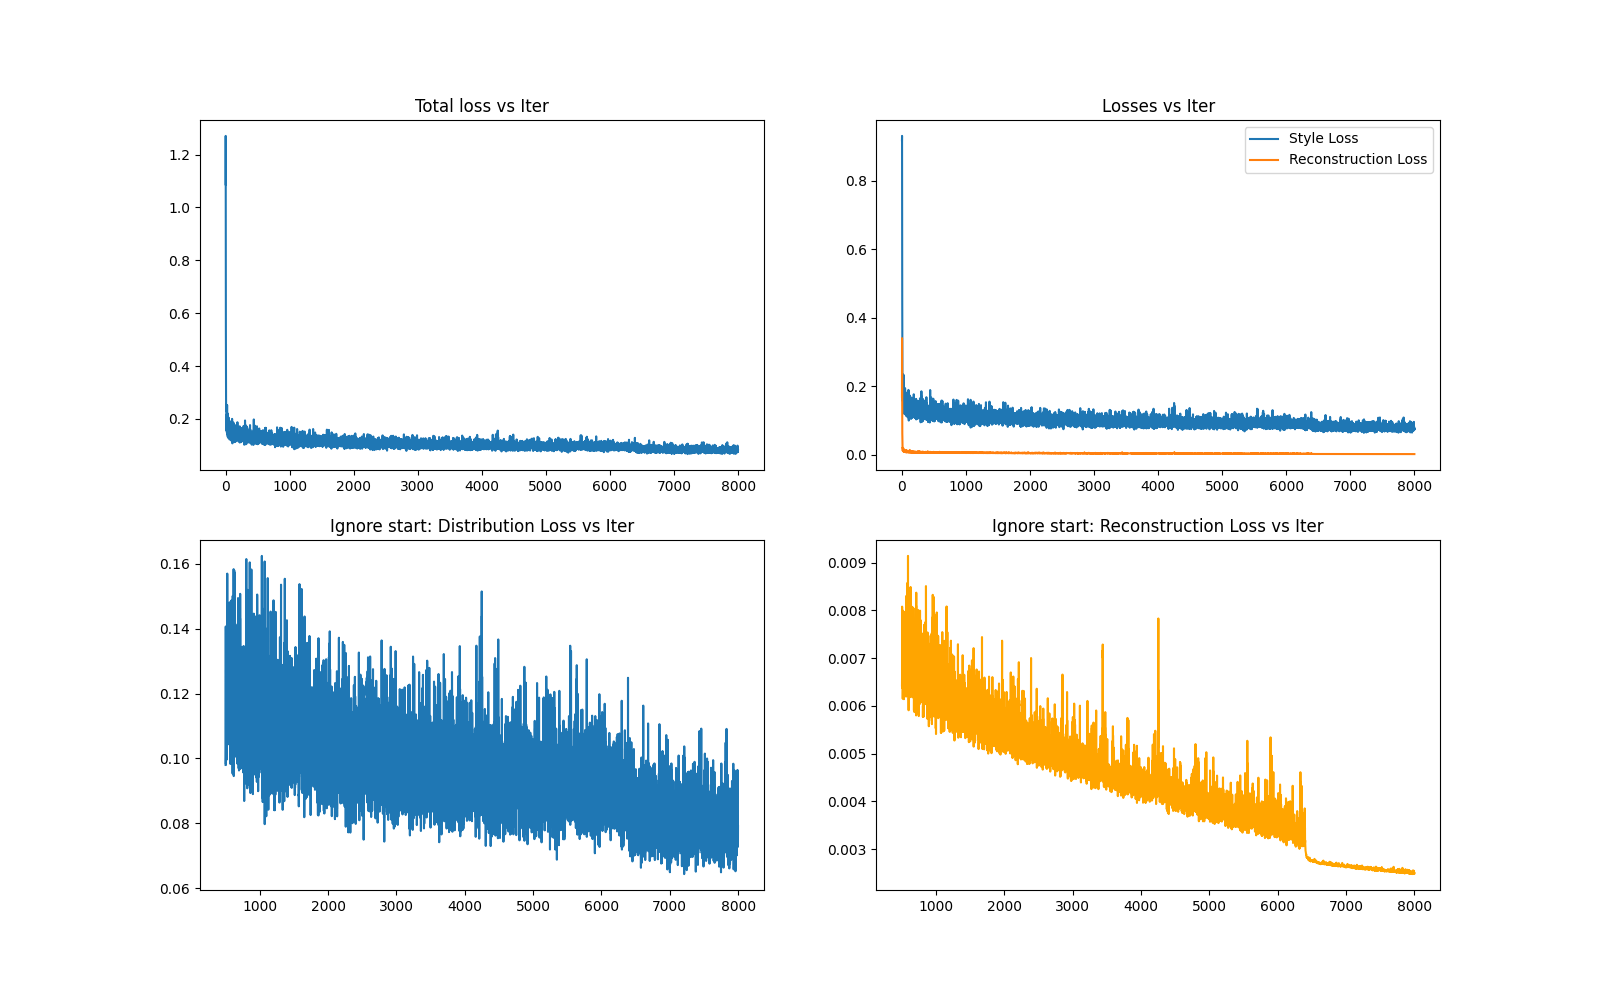 Total loss vs Iter
1.2
1.0
0.8
0.6
0.4
0.2
0 1000 2000 3000 4000 5000 6000 7000 8000
Losses vs Iter
Style Loss
Reconstruction Loss
0.8
0.6
0.4
0.2
0.0
0 1000 2000 3000 4000 5000 6000 7000 8000
Ignore start: Distribution Loss vs Iter
0.16
0.14
0.12
0.10
0.08
0.06
1000 2000 3000 4000 5000 6000 7000 8000
Ignore start: Reconstruction Loss vs Iter
0.009
0.008
0.007
0.006
0.005
0.004
0.003
1000 2000 3000 4000 5000 6000 7000 8000